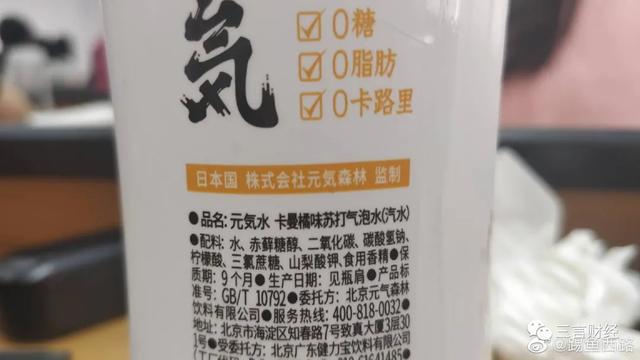 気
0糖
0脂肪
0卡路里
日本国 株式会社元気森林 监制
●品名: 元気水 卡曼橘味苏打气泡水(汽水)
●配料: 水、赤藓糖醇、二氧化碳、碳酸氢钠、
柠檬酸、三氯蔗糖、山梨酸钾、食用香精 ●保
质期: 9个月 ●生产日期: 见瓶肩 ●产品标
准号: GB/T 10792 ●委托方: 北京元气森林
饮料有限公司 ●服务热线: 400-818-0032
●地址: 北京市海淀区知春路7号致真大厦3层30
1号 ●受委托方: 北京广东健力宝饮料有限公司
三言财经
@踢鱼西路